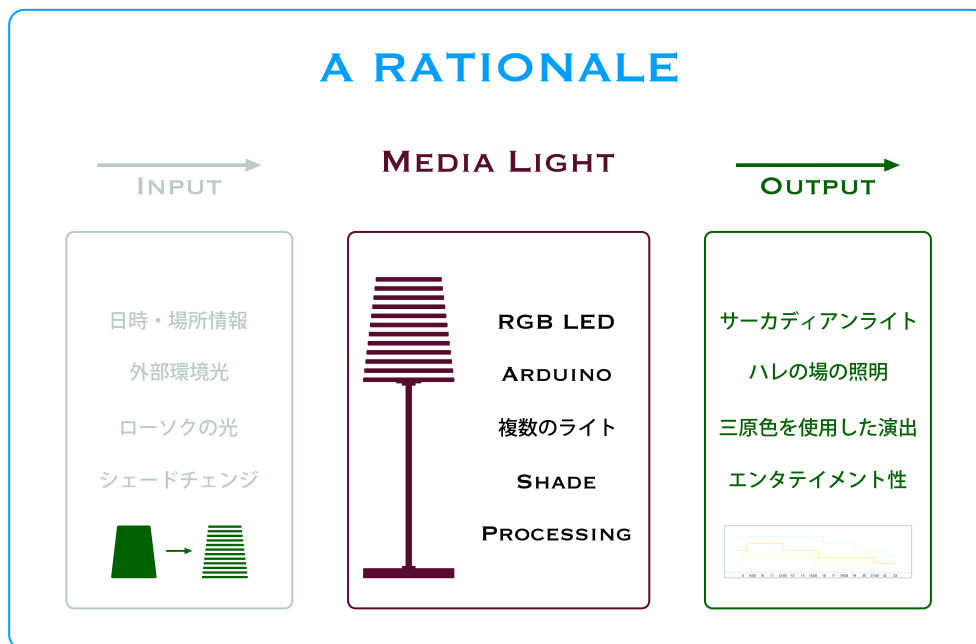 A RATIONALE
INPUT
MEDIA LIGHT
OUTPUT
日時・場所情報
外部環境光
ローソクの光
シェードチェンジ
RGB LED
ARDUINO
複数のライト
SHADE
PROCESSING
サーカディアンライト
ハレの場の照明
三原色を使用した演出
エンタテイメント性